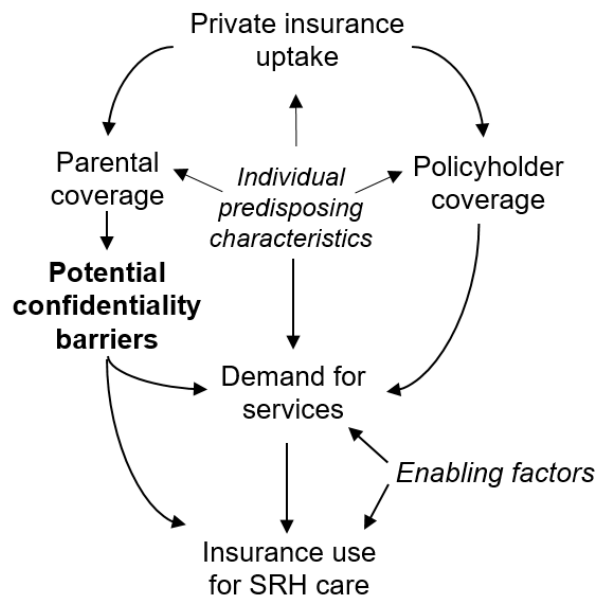 Private insurance
uptake
Parental
coverage
Individual
predisposing
characteristics
Policyholder
coverage
Potential
confidentiality
barriers
Demand for
services
Enabling factors
Insurance use
for SRH care